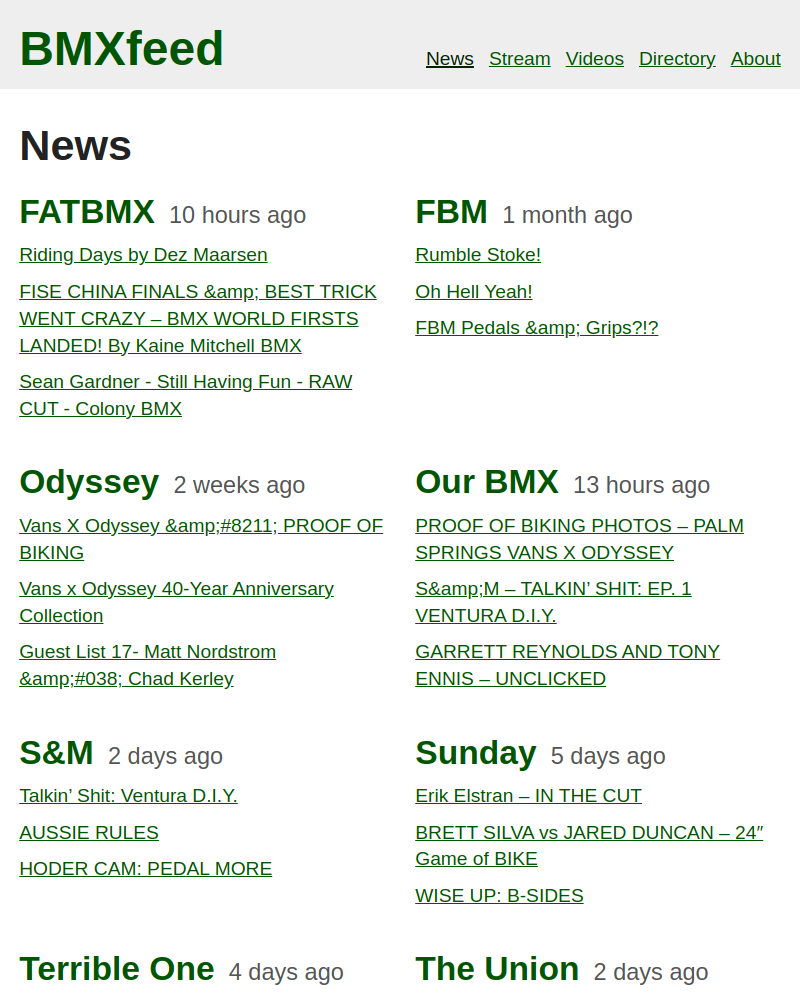 BMXfeed
News Stream Videos Directory About
News
FATBMX 10 hours ago
Riding Days by Dez Maarsen
FISE CHINA FINALS &amp; BEST TRICK
WENT CRAZY – BMX WORLD FIRSTS
LANDED! By Kaine Mitchell BMX
Sean Gardner - Still Having Fun - RAW
CUT - Colony BMX
FBM 1 month ago
Rumble Stoke!
Oh Hell Yeah!
FBM Pedals &amp; Grips?!?
Odyssey 2 weeks ago
Vans X Odyssey &amp;#8211; PROOF OF
BIKING
Vans x Odyssey 40-Year Anniversary
Collection
Guest List 17- Matt Nordstrom
&amp;#038; Chad Kerley
Our BMX 13 hours ago
PROOF OF BIKING PHOTOS – PALM
SPRINGS VANS X ODYSSEY
S&amp;M – TALKIN’ SHIT: EP. 1
VENTURA D.I.Y.
GARRETT REYNOLDS AND TONY
ENNIS – UNCLICKED
S&M 2 days ago
Talkin’ Shit: Ventura D.I.Y.
AUSSIE RULES
HODER CAM: PEDAL MORE
Sunday 5 days ago
Erik Elstran – IN THE CUT
BRETT SILVA vs JARED DUNCAN – 24″
Game of BIKE
WISE UP: B-SIDES
Terrible One 4 days ago
The Union 2 days ago